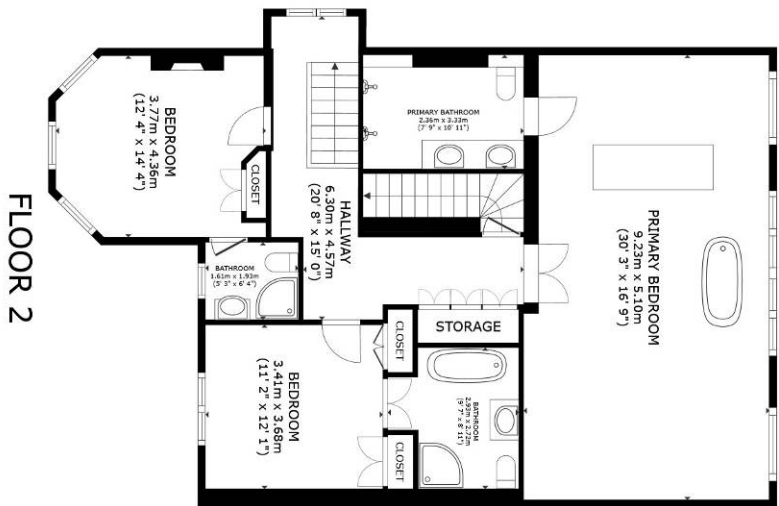 BEDROOM
3.77m x 4.36m
(12' 4" x 14' 4")
CLOSET
HALLWAY
6.30m x 4.57m
(20' 8" x 15' 0")
PRIMARY BATHROOM
2.36m x 3.33m
(7' 9" x 10' 11")
PRIMARY BEDROOM
9.23m x 5.10m
(30' 3" x 16' 9")
BATHROOM
1.61m x 1.93m
(5' 3" x 6' 4")
STORAGE
CLOSET
BEDROOM
3.41m x 3.68m
(11' 2" x 12' 1")
BATHROOM
2.93m x 2.72m
(9' 7" x 8' 11")
CLOSET
FLOOR 2